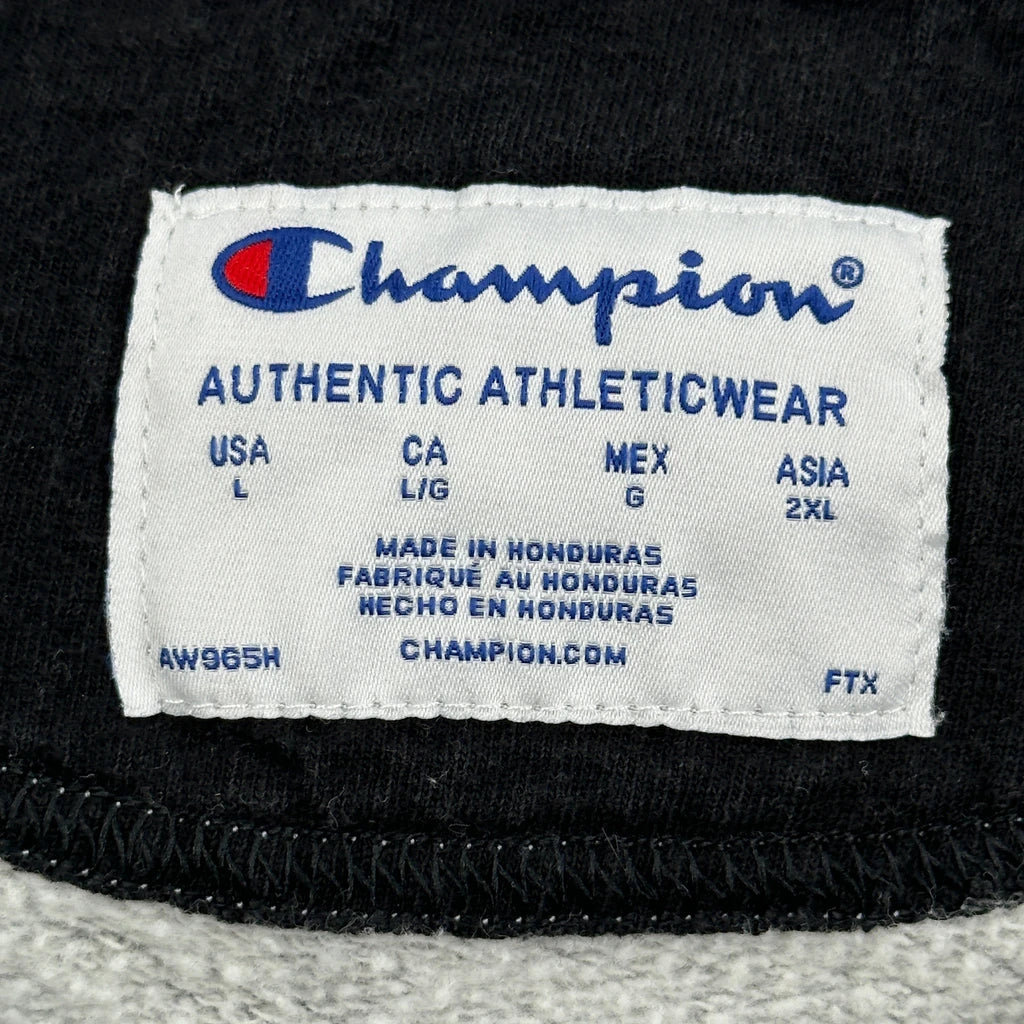 Champion®
AUTHENTIC ATHLETICWEAR
USA CA MEX ASIA
L L/G G 2XL
MADE IN HONDURAS
FABRIQUÉ AU HONDURAS
HECHO EN HONDURAS
CHAMPION.COM
AW965H FTX